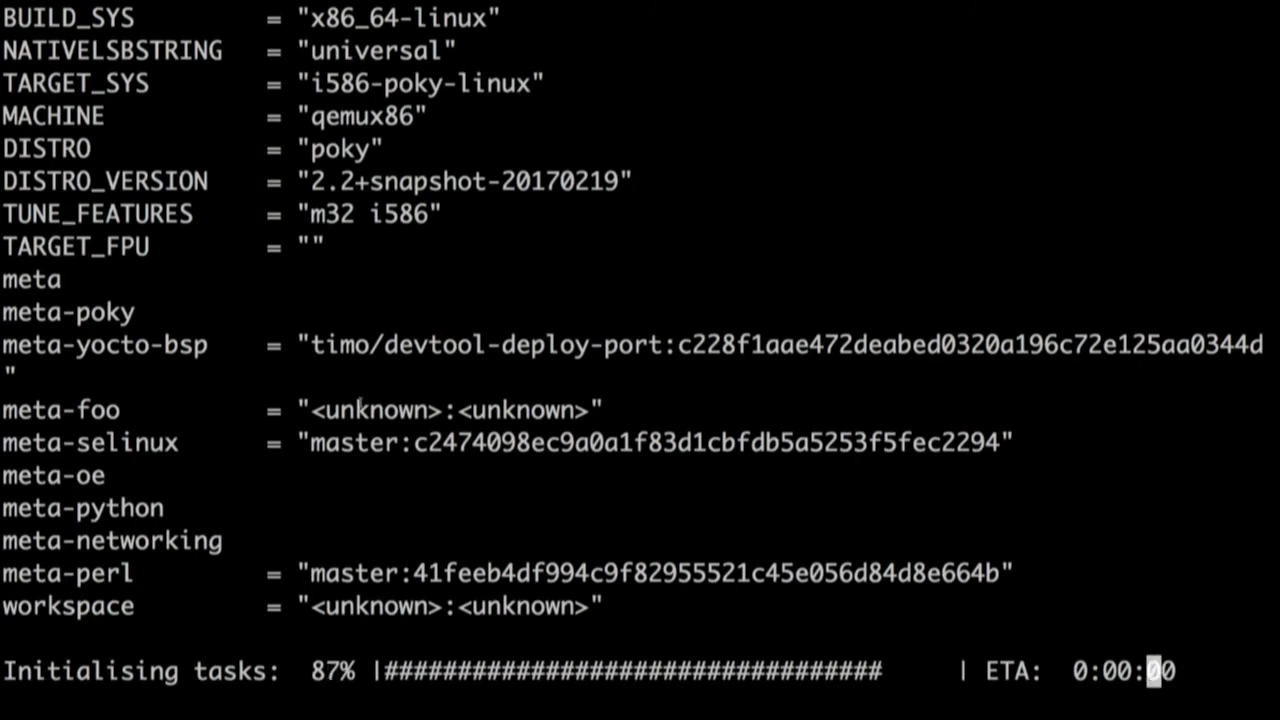 BUILD_SYS         = "x86_64-linux"
NATIVELSBSTRING   = "universal"
TARGET_SYS        = "i586-poky-linux"
MACHINE           = "qemux86"
DISTRO            = "poky"
DISTRO_VERSION    = "2.2+snapshot-20170219"
TUNE_FEATURES     = "m32 i586"
TARGET_FPU        = ""
meta
meta-poky
meta-yocto-bsp    = "timo/devtool-deploy-port:c228f1aae472deabed0320a196c72e125aa0344d
"
meta-foo          = "<unknown>:<unknown>"
meta-selinux      = "master:c2474098ec9a0a1f83d1cbfdb5a5253f5fec2294"
meta-oe
meta-python
meta-networking
meta-perl         = "master:41feeb4df994c9f82955521c45e056d84d8e664b"
workspace         = "<unknown>:<unknown>"
Initialising tasks:  87% |##################################     | ETA:  0:00:00